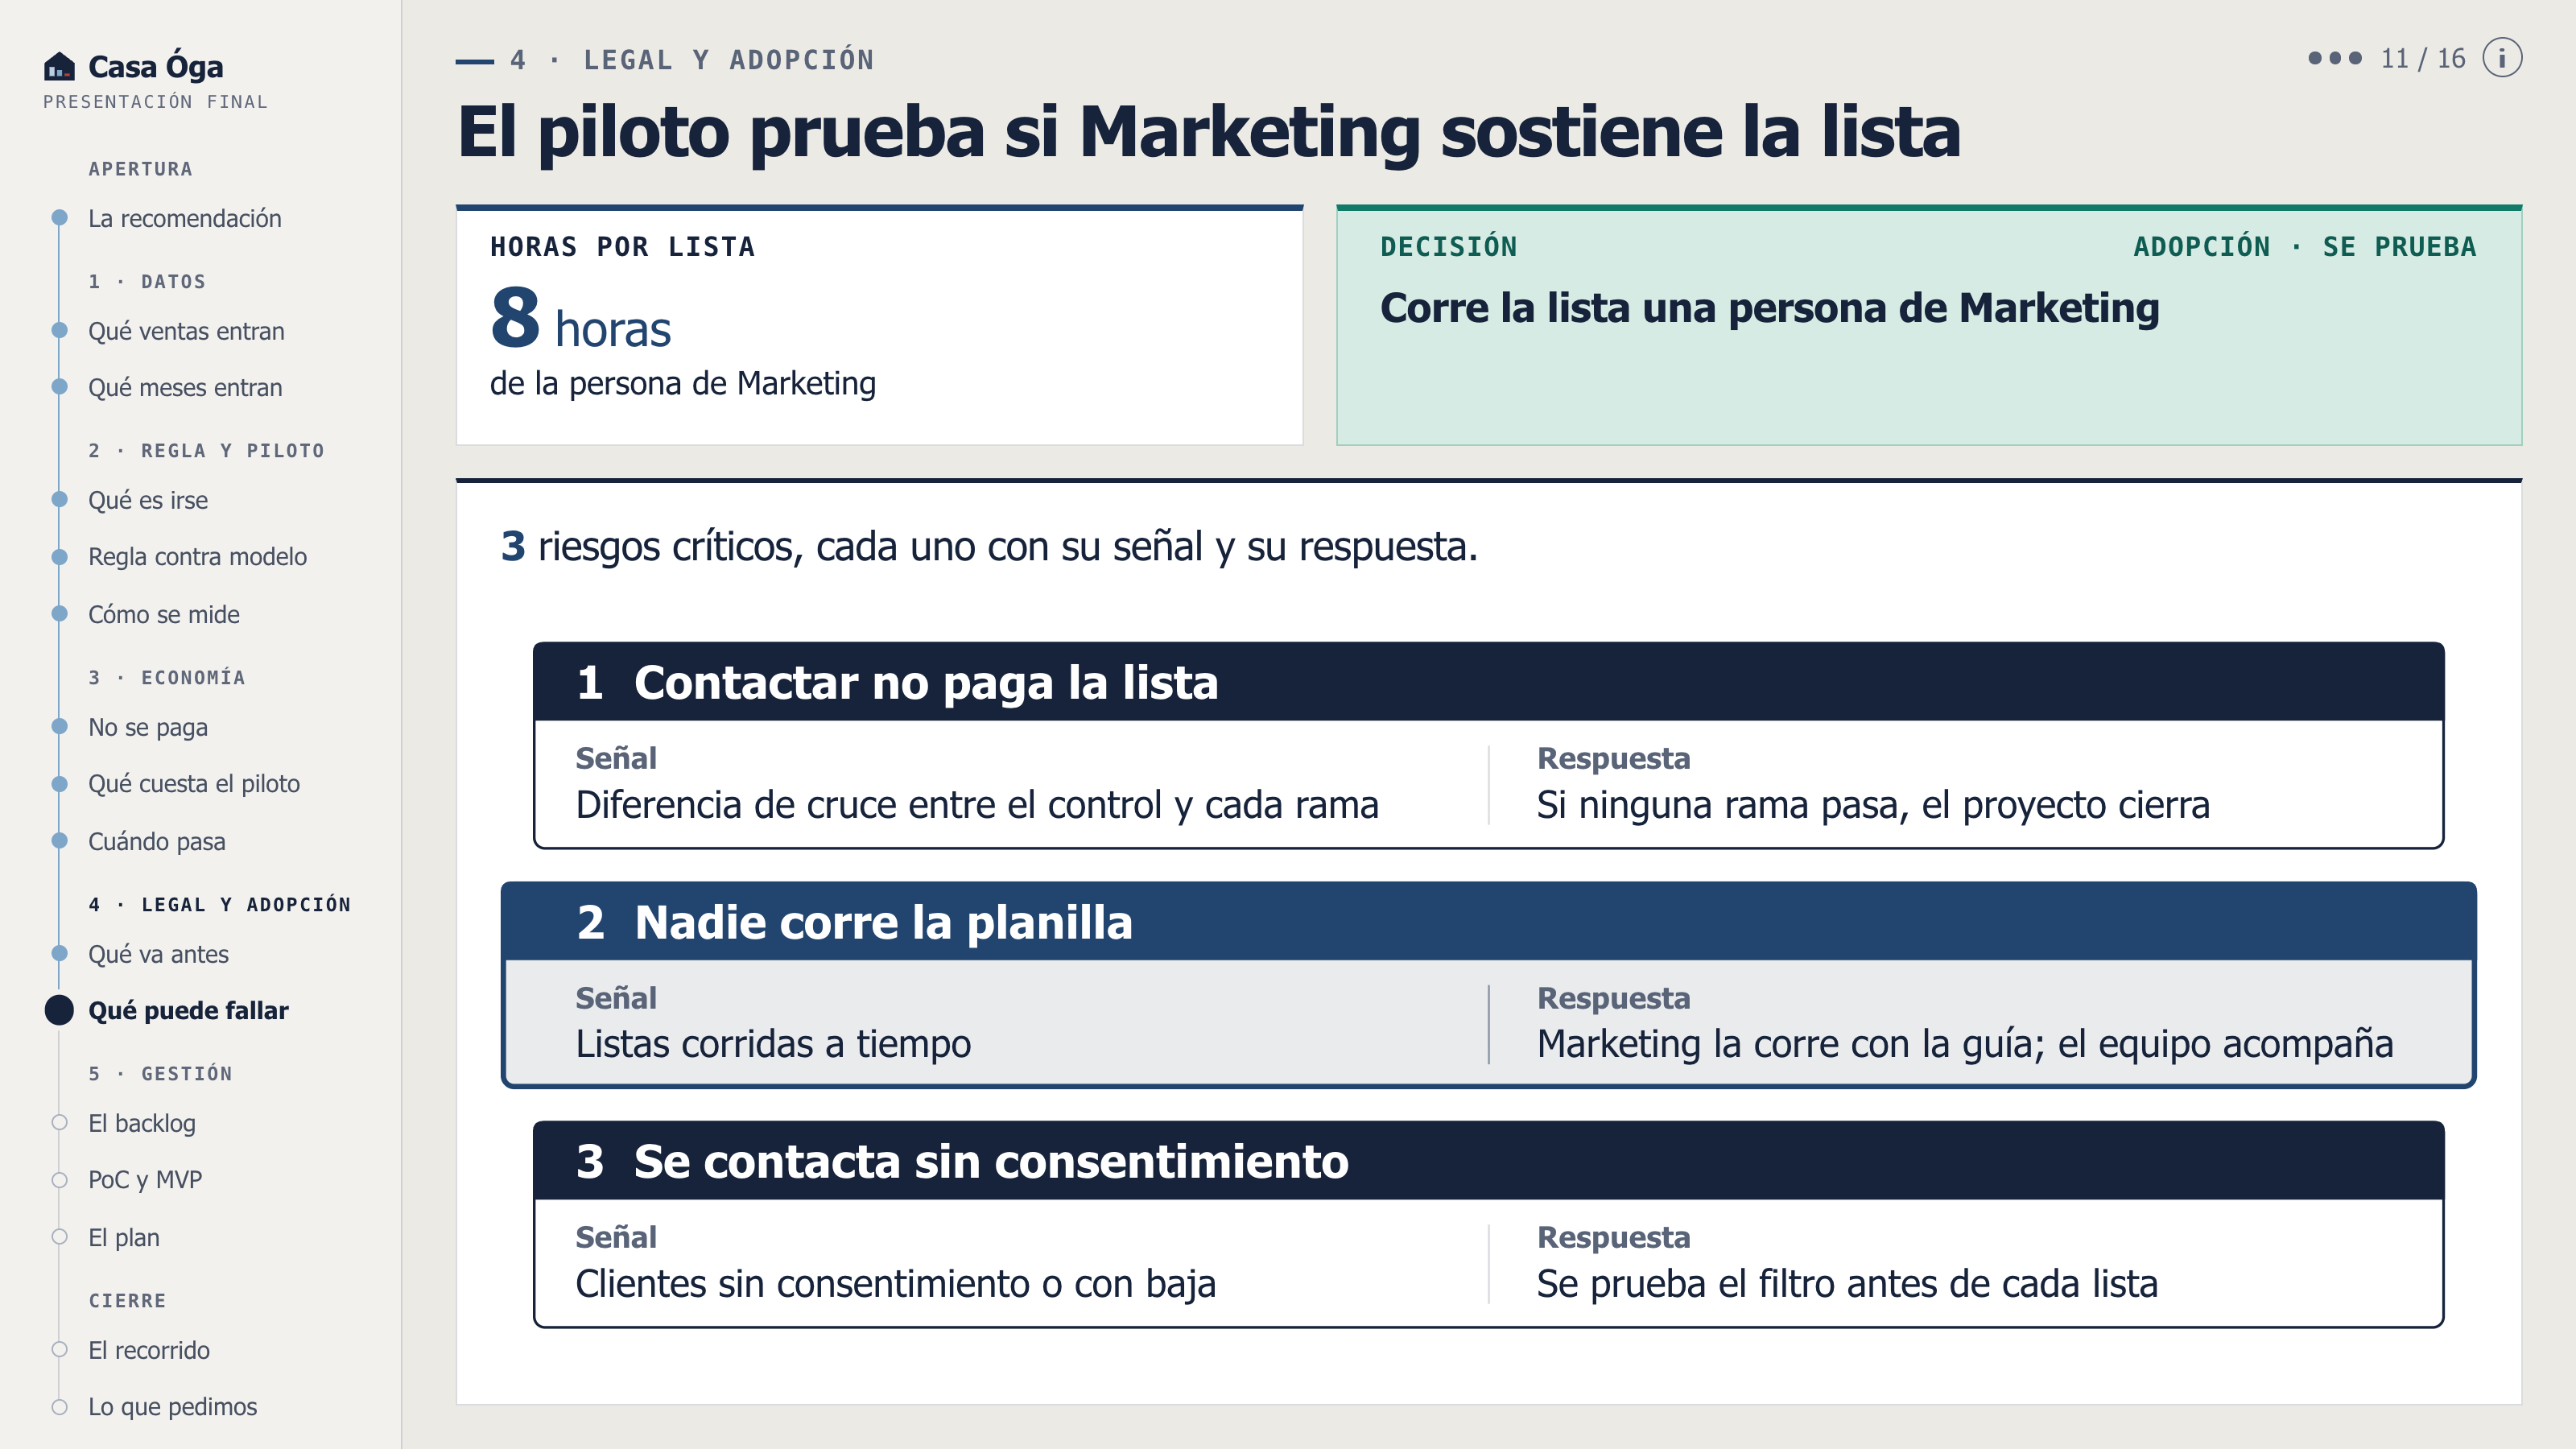 Casa Óga
PRESENTACIÓN FINAL
APERTURA
La recomendación
1 · DATOS
Qué ventas entran
Qué meses entran
2 · REGLA Y PILOTO
Qué es irse
Regla contra modelo
Cómo se mide
3 · ECONOMÍA
No se paga
Qué cuesta el piloto
Cuándo pasa
4 · LEGAL Y ADOPCIÓN
Qué va antes
Qué puede fallar
5 · GESTIÓN
El backlog
PoC y MVP
El plan
CIERRE
El recorrido
Lo que pedimos
4 · LEGAL Y ADOPCIÓN
11 / 16
i
El piloto prueba si Marketing sostiene la lista
HORAS POR LISTA
8 horas
de la persona de Marketing
DECISIÓN
ADOPCIÓN · SE PRUEBA
Corre la lista una persona de Marketing
3 riesgos críticos, cada uno con su señal y su respuesta.
1 Contactar no paga la lista
Señal
Diferencia de cruce entre el control y cada rama
Respuesta
Si ninguna rama pasa, el proyecto cierra
2 Nadie corre la planilla
Señal
Listas corridas a tiempo
Respuesta
Marketing la corre con la guía; el equipo acompaña
3 Se contacta sin consentimiento
Señal
Clientes sin consentimiento o con baja
Respuesta
Se prueba el filtro antes de cada lista